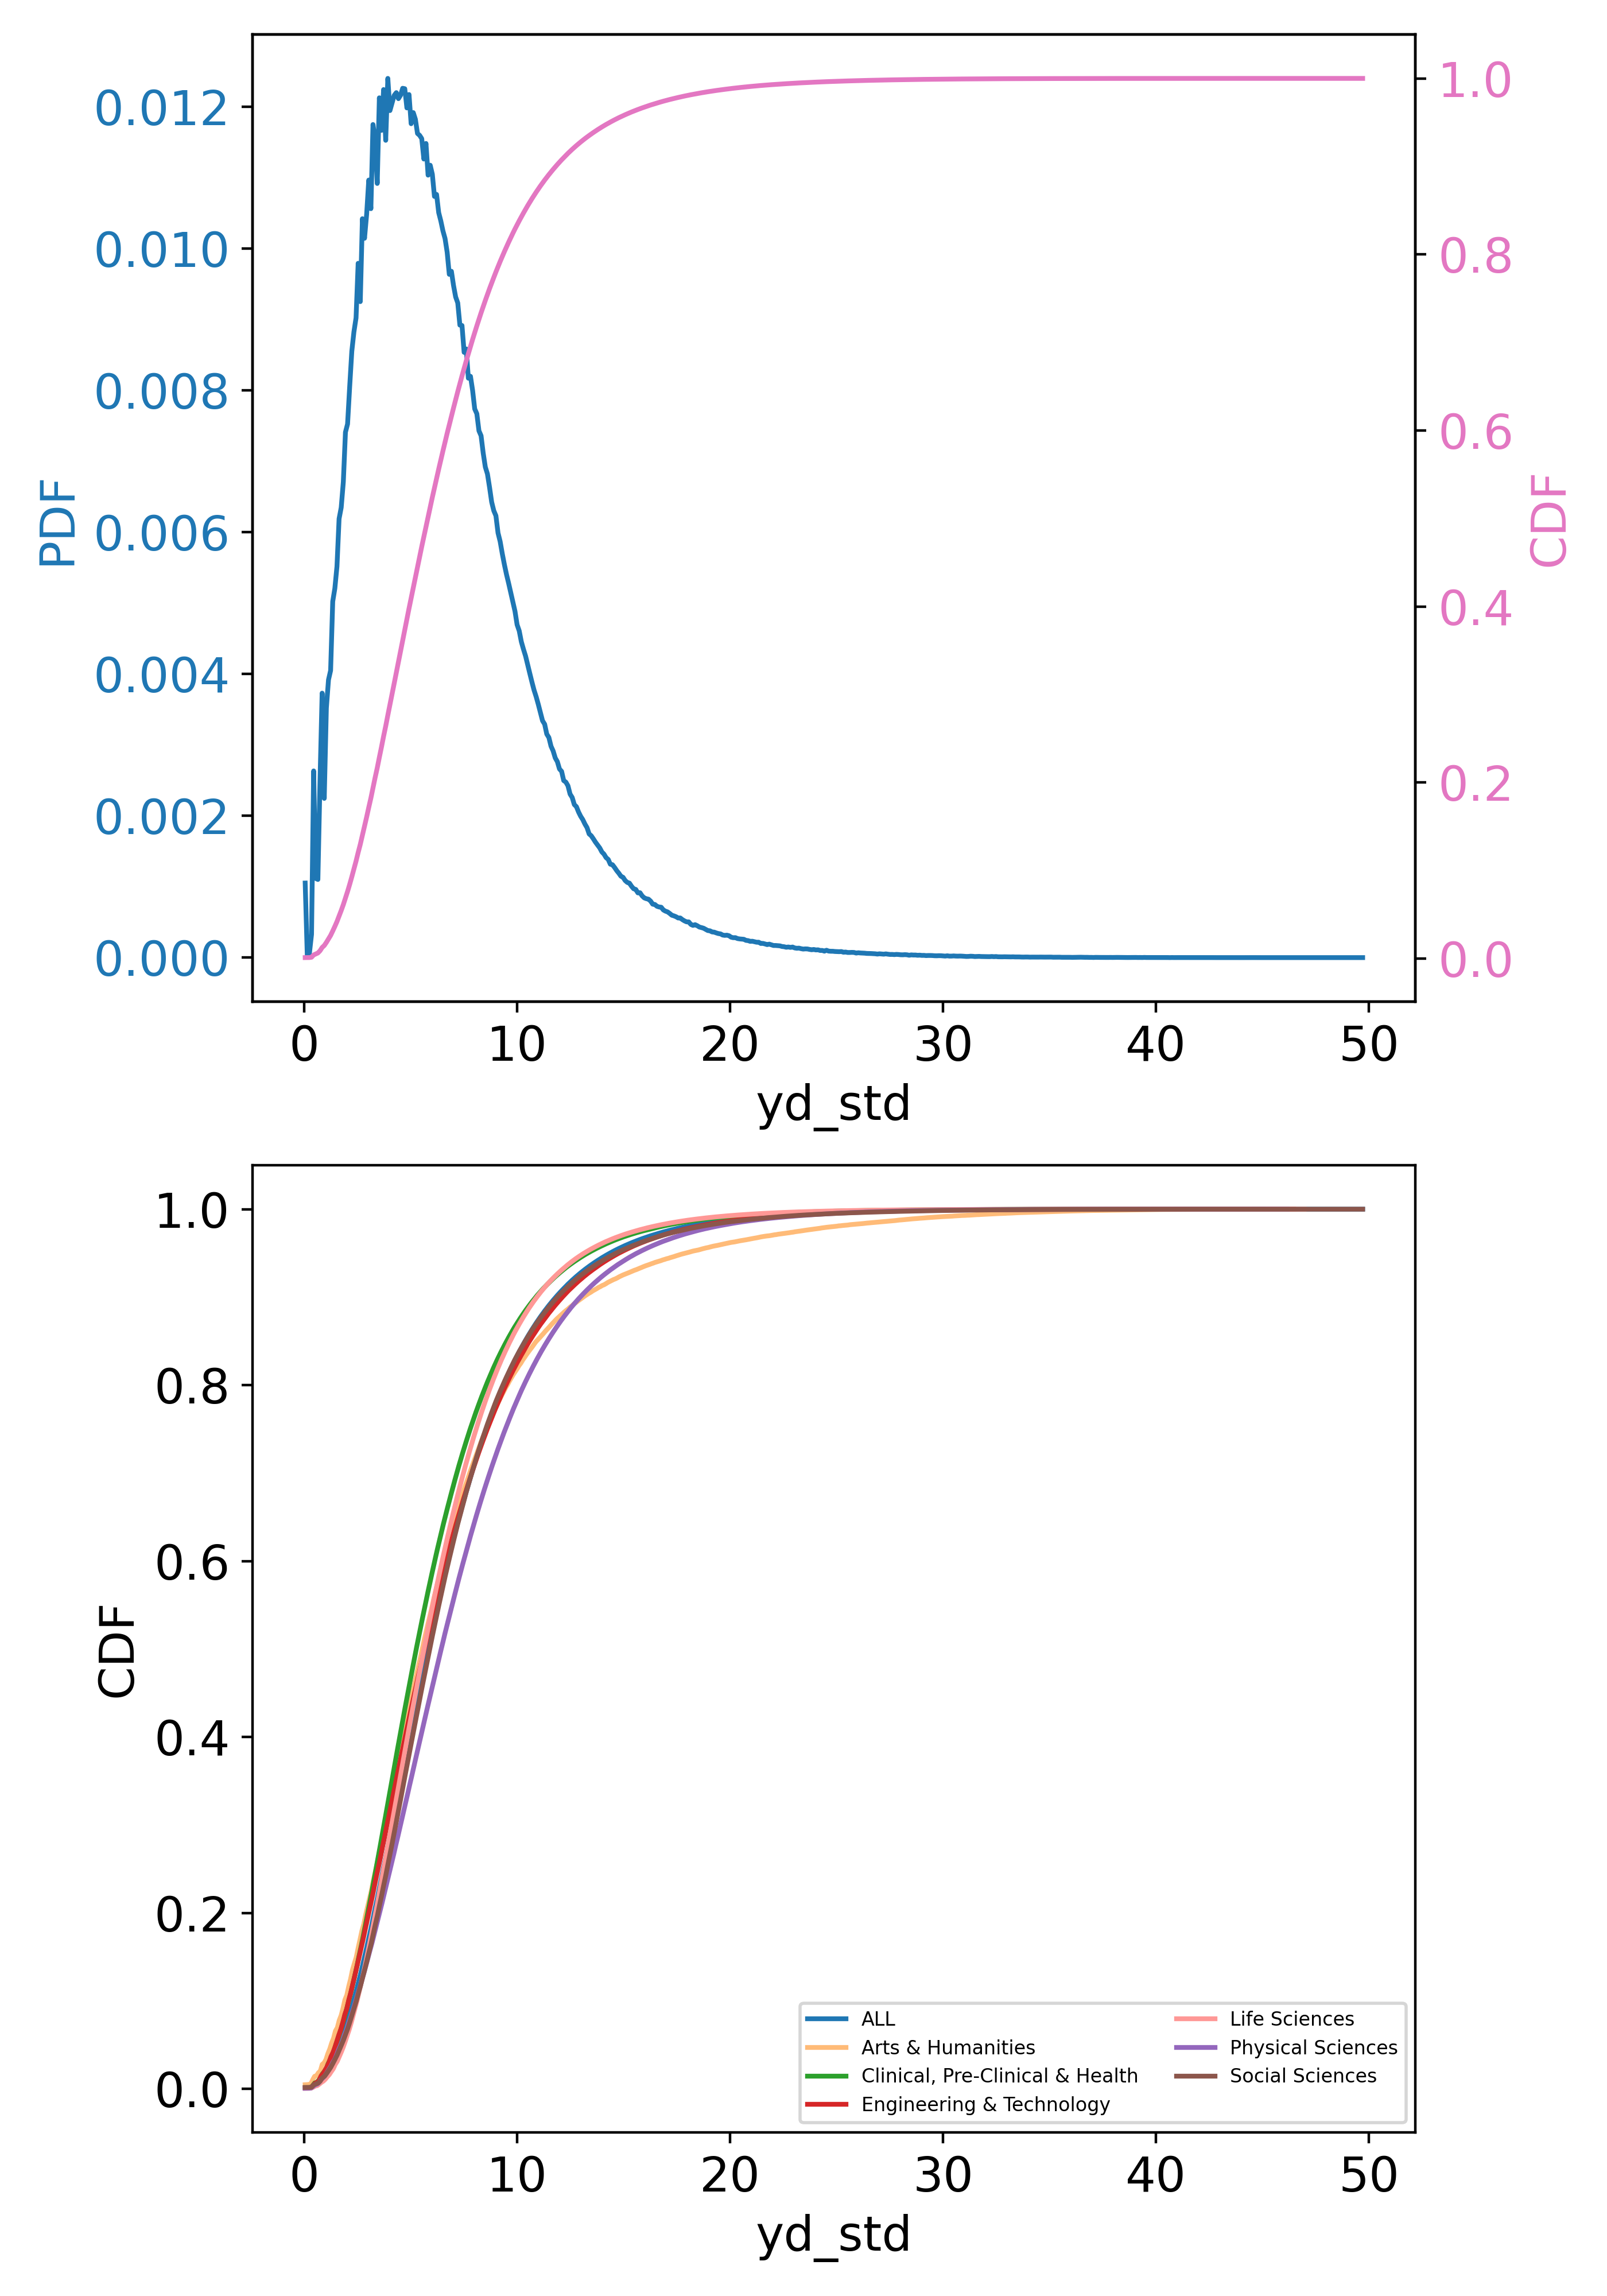 0.012
0.010
0.008
0.006
0.004
0.002
0.000
PDF
1.0
0.8
0.6
0.4
0.2
0.0
CDF
0 10 20 30 40 50
yd_std
1.0
0.8
0.6
0.4
0.2
0.0
CDF
ALL
Arts & Humanities
Clinical, Pre-Clinical & Health
Engineering & Technology
Life Sciences
Physical Sciences
Social Sciences
0 10 20 30 40 50
yd_std